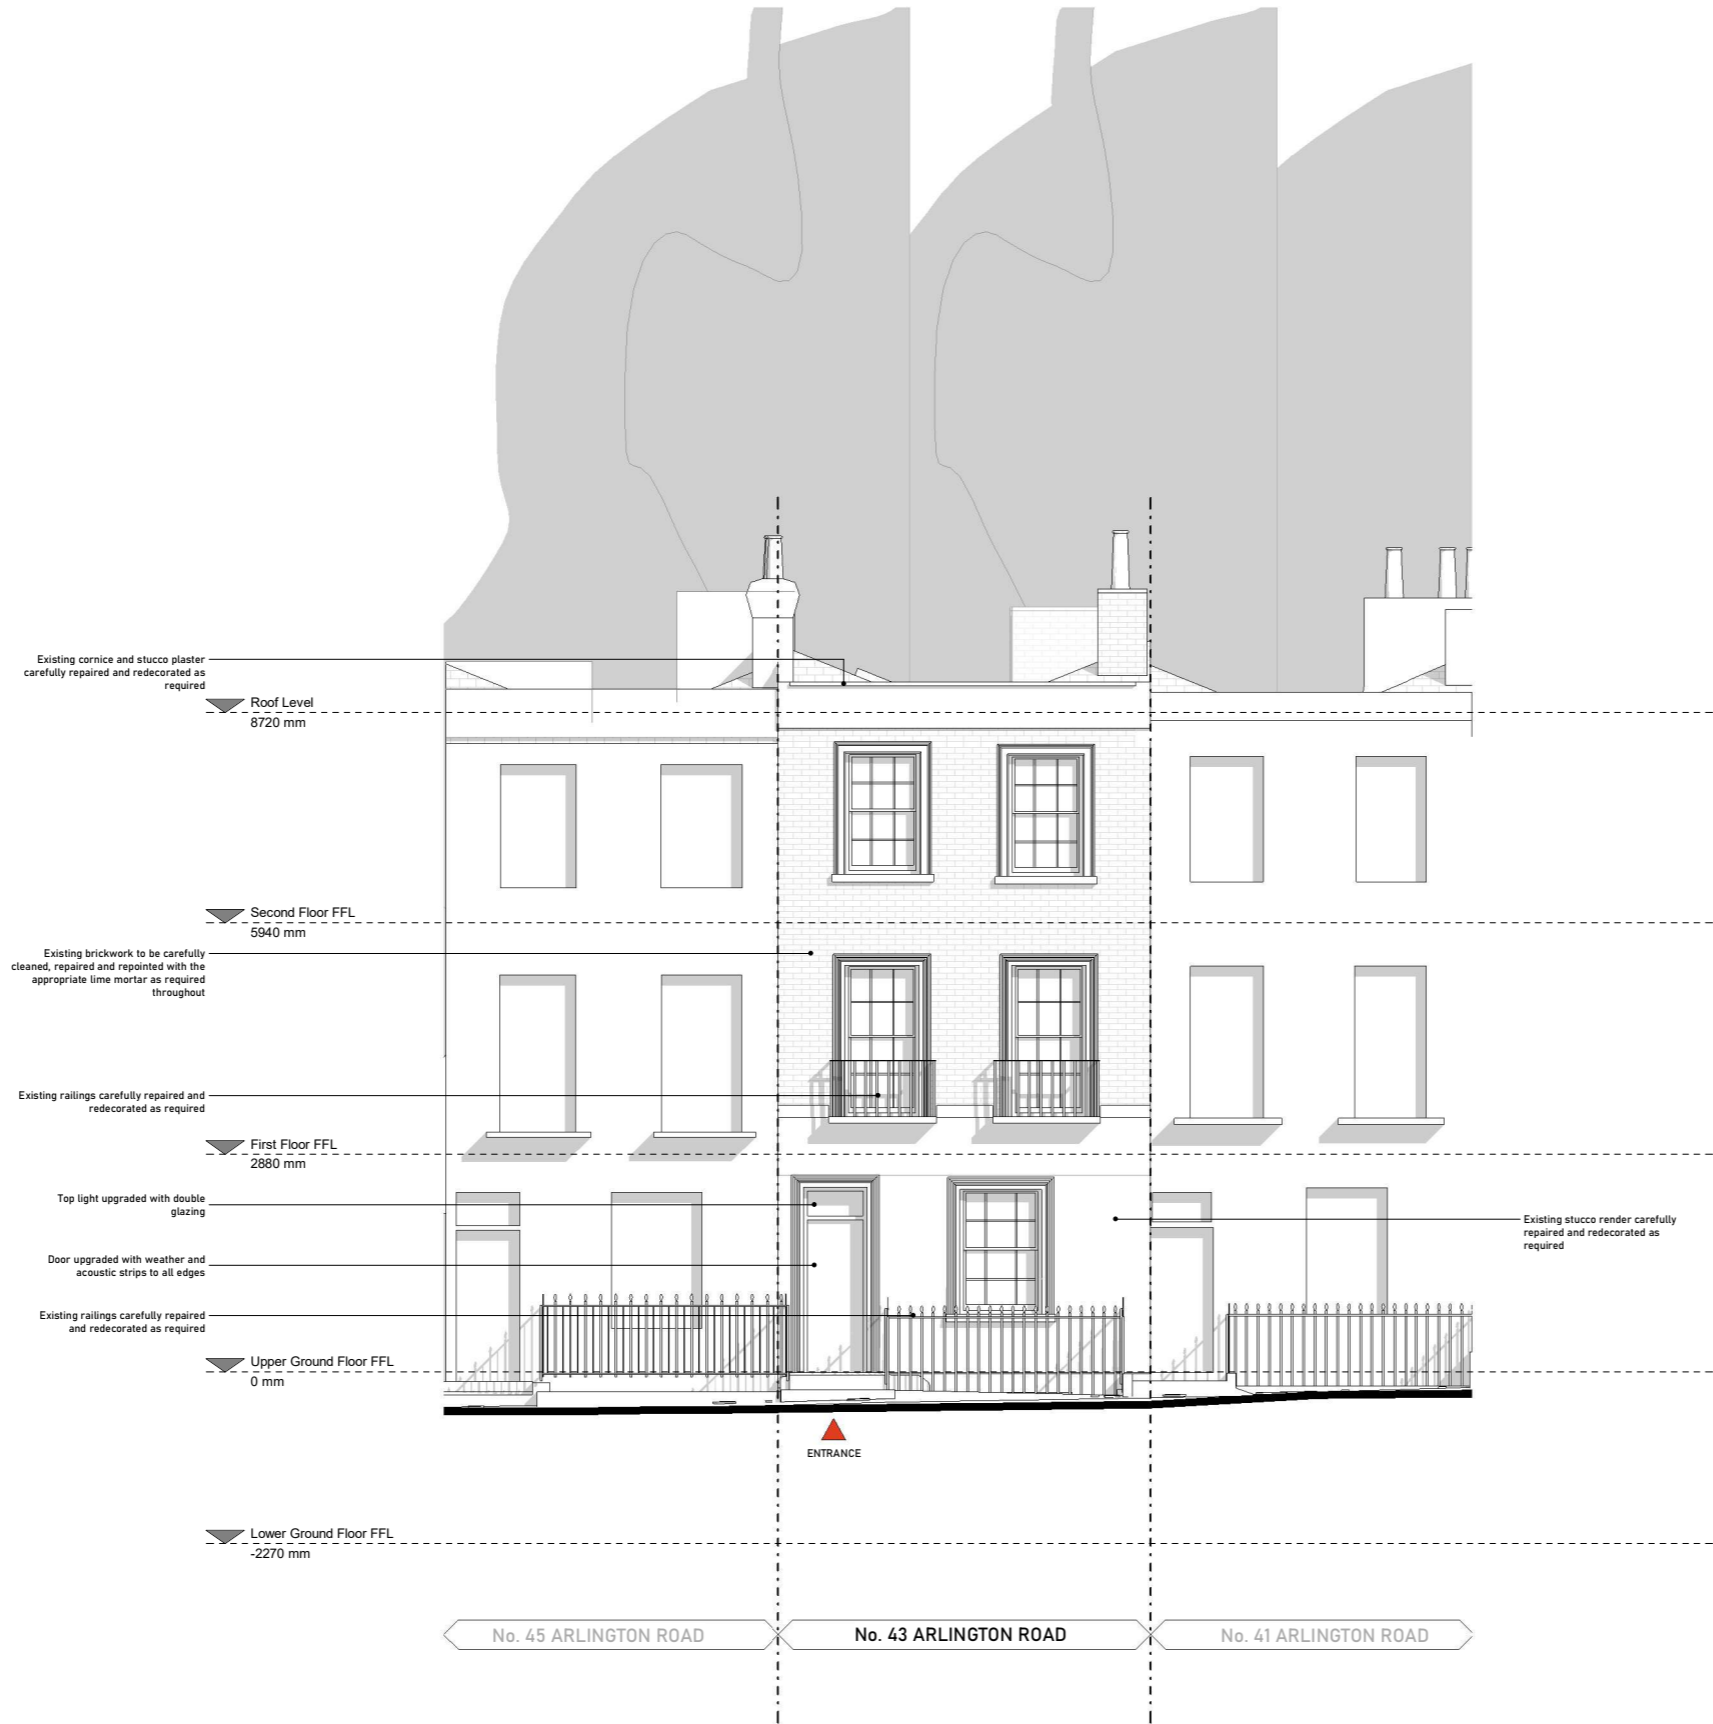 Existing cornice and stucco plaster
carefully repaired and redecorated as
required
Roof Level
8720 mm
Second Floor FFL
5940 mm
Existing brickwork to be carefully
cleaned, repaired and repointed with the
appropriate lime mortar as required
throughout
Existing railings carefully repaired and
redecorated as required
First Floor FFL
2880 mm
Top light upgraded with double
glazing
Existing stucco render carefully
repaired and redecorated as
required
Door upgraded with weather and
acoustic strips to all edges
Existing railings carefully repaired
and redecorated as required
Upper Ground Floor FFL
0 mm
ENTRANCE
Lower Ground Floor FFL
-2270 mm
No. 45 ARLINGTON ROAD
No. 43 ARLINGTON ROAD
No. 41 ARLINGTON ROAD